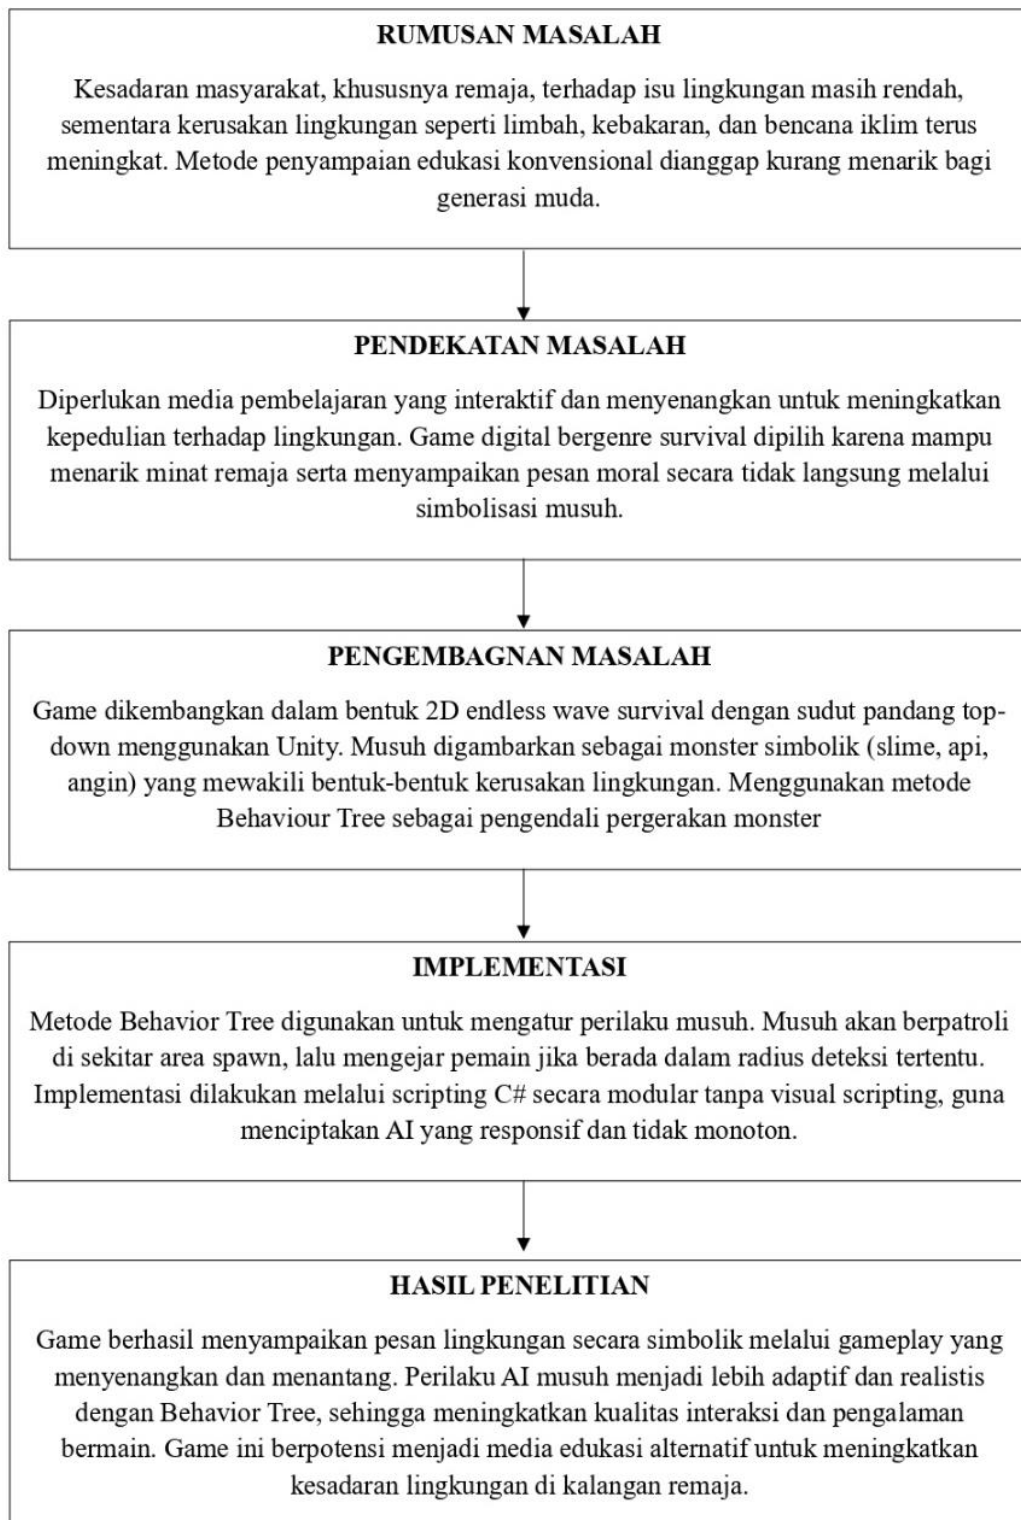 RUMUSAN MASALAH
Kesadaran masyarakat, khususnya remaja, terhadap isu lingkungan masih rendah,
sementara kerusakan lingkungan seperti limbah, kebakaran, dan bencana iklim terus
meningkat. Metode penyampaian edukasi konvensional dianggap kurang menarik bagi
generasi muda.
PENDEKATAN MASALAH
Diperlukan media pembelajaran yang interaktif dan menyenangkan untuk meningkatkan
kepedulian terhadap lingkungan. Game digital bergenre survival dipilih karena mampu
menarik minat remaja serta menyampaikan pesan moral secara tidak langsung melalui
simbolisasi musuh.
PENGEMBAGNAN MASALAH
Game dikembangkan dalam bentuk 2D endless wave survival dengan sudut pandang top-
down menggunakan Unity. Musuh digambarkan sebagai monster simbolik (slime, api,
angin) yang mewakili bentuk-bentuk kerusakan lingkungan. Menggunakan metode
Behaviour Tree sebagai pengendali pergerakan monster
IMPLEMENTASI
Metode Behavior Tree digunakan untuk mengatur perilaku musuh. Musuh akan berpatroli
di sekitar area spawn, lalu mengejar pemain jika berada dalam radius deteksi tertentu.
Implementasi dilakukan melalui scripting C# secara modular tanpa visual scripting, guna
menciptakan AI yang responsif dan tidak monoton.
HASIL PENELITIAN
Game berhasil menyampaikan pesan lingkungan secara simbolik melalui gameplay yang
menyenangkan dan menantang. Perilaku AI musuh menjadi lebih adaptif dan realistis
dengan Behavior Tree, sehingga meningkatkan kualitas interaksi dan pengalaman
bermain. Game ini berpotensi menjadi media edukasi alternatif untuk meningkatkan
kesadaran lingkungan di kalangan remaja.